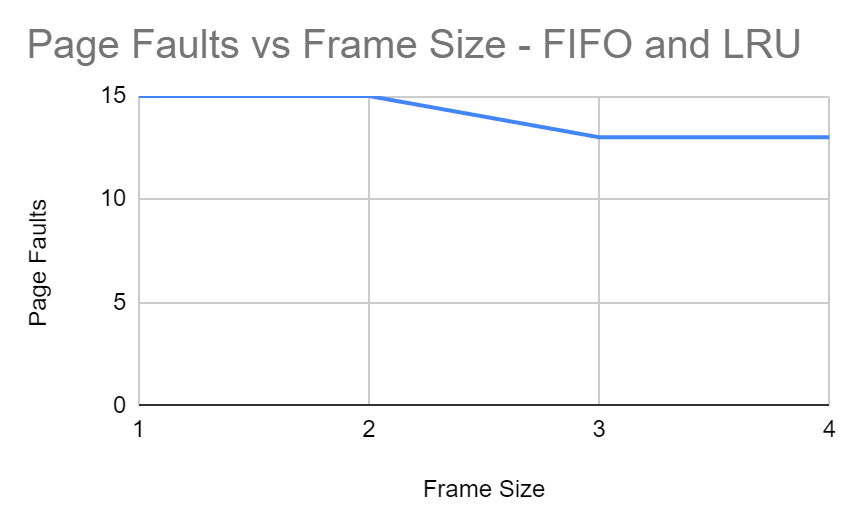 Page Faults vs Frame Size - FIFO and LRU
15
10
5
0
Page Faults
1 2 3 4
Frame Size